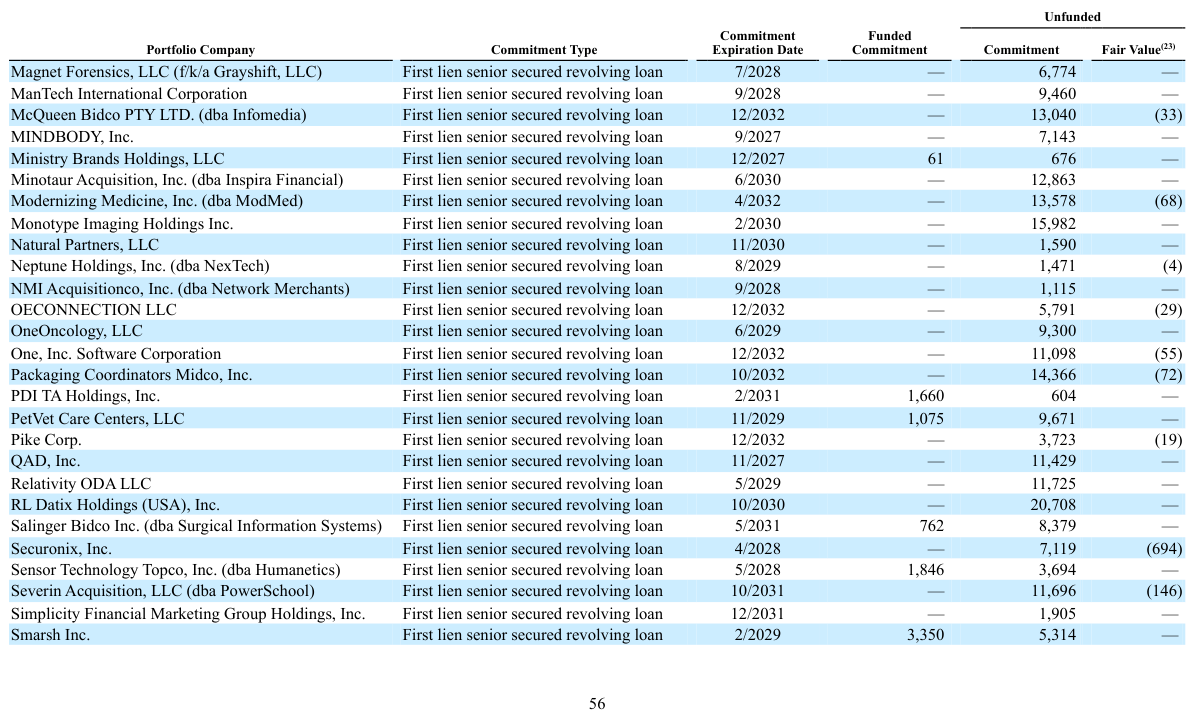 Unfunded
Portfolio Company Commitment Type Commitment Expiration Date Funded Commitment Commitment Fair Value(23)
Magnet Forensics, LLC (f/k/a Grayshift, LLC) First lien senior secured revolving loan 7/2028 — 6,774 —
ManTech International Corporation First lien senior secured revolving loan 9/2028 — 9,460 —
McQueen Bidco PTY LTD. (dba Infomedia) First lien senior secured revolving loan 12/2032 — 13,040 (33)
MINDBODY, Inc. First lien senior secured revolving loan 9/2027 — 7,143 —
Ministry Brands Holdings, LLC First lien senior secured revolving loan 12/2027 61 676 —
Minotaur Acquisition, Inc. (dba Inspira Financial) First lien senior secured revolving loan 6/2030 — 12,863 —
Modernizing Medicine, Inc. (dba ModMed) First lien senior secured revolving loan 4/2032 — 13,578 (68)
Monotype Imaging Holdings Inc. First lien senior secured revolving loan 2/2030 — 15,982 —
Natural Partners, LLC First lien senior secured revolving loan 11/2030 — 1,590 —
Neptune Holdings, Inc. (dba NexTech) First lien senior secured revolving loan 8/2029 — 1,471 (4)
NMI Acquisitionco, Inc. (dba Network Merchants) First lien senior secured revolving loan 9/2028 — 1,115 —
OECONNECTION LLC First lien senior secured revolving loan 12/2032 — 5,791 (29)
OneOncology, LLC First lien senior secured revolving loan 6/2029 — 9,300 —
One, Inc. Software Corporation First lien senior secured revolving loan 12/2032 — 11,098 (55)
Packaging Coordinators Midco, Inc. First lien senior secured revolving loan 10/2032 — 14,366 (72)
PDI TA Holdings, Inc. First lien senior secured revolving loan 2/2031 1,660 604 —
PetVet Care Centers, LLC First lien senior secured revolving loan 11/2029 1,075 9,671 —
Pike Corp. First lien senior secured revolving loan 12/2032 — 3,723 (19)
QAD, Inc. First lien senior secured revolving loan 11/2027 — 11,429 —
Relativity ODA LLC First lien senior secured revolving loan 5/2029 — 11,725 —
RL Datix Holdings (USA), Inc. First lien senior secured revolving loan 10/2030 — 20,708 —
Salinger Bidco Inc. (dba Surgical Information Systems) First lien senior secured revolving loan 5/2031 762 8,379 —
Securonix, Inc. First lien senior secured revolving loan 4/2028 — 7,119 (694)
Sensor Technology Topco, Inc. (dba Humanetics) First lien senior secured revolving loan 5/2028 1,846 3,694 —
Severin Acquisition, LLC (dba PowerSchool) First lien senior secured revolving loan 10/2031 — 11,696 (146)
Simplicity Financial Marketing Group Holdings, Inc. First lien senior secured revolving loan 12/2031 — 1,905 —
Smarsh Inc. First lien senior secured revolving loan 2/2029 3,350 5,314 —
56